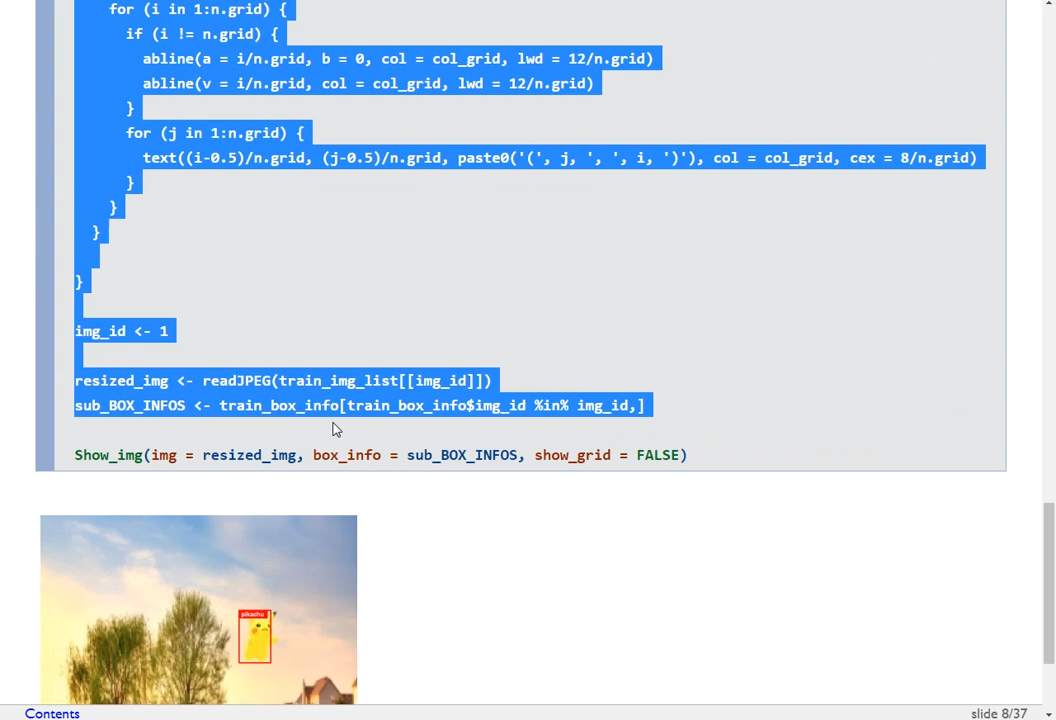 for (i in 1:n.grid) {
if (i != n.grid) {
abline(a = i/n.grid, b = 0, col = col_grid, lwd = 12/n.grid)
abline(v = i/n.grid, col = col_grid, lwd = 12/n.grid)
}
for (j in 1:n.grid) {
text((i-0.5)/n.grid, (j-0.5)/n.grid, paste0('(', j, ', ', i, ')'), col = col_grid, cex = 8/n.grid)
}
}
}
}
img_id <- 1
resized_img <- readJPEG(train_img_list[[img_id]])
sub_BOX_INFOS <- train_box_info[train_box_info$img_id %in% img_id,]
Show_img(img = resized_img, box_info = sub_BOX_INFOS, show_grid = FALSE)
pikachu
Contents
slide 8/37